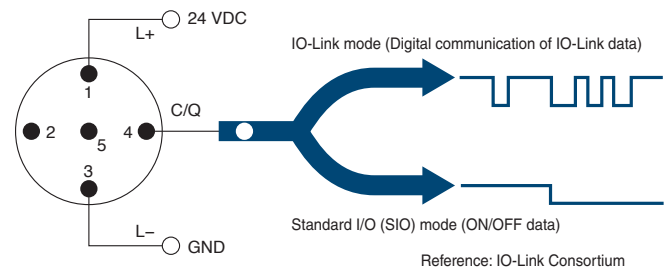 24 VDC
L+
IO-Link mode (Digital communication of IO-Link data)
1
C/Q
2
5
4
3
L–
GND
Standard I/O (SIO) mode (ON/OFF data)
Reference: IO-Link Consortium